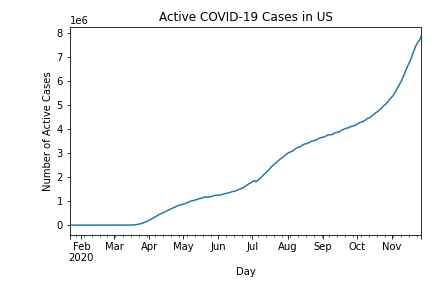 Active COVID-19 Cases in US
1e6
8
7
6
5
4
3
2
1
0
Number of Active Cases
Feb Mar Apr May Jun Jul Aug Sep Oct Nov
2020
Day